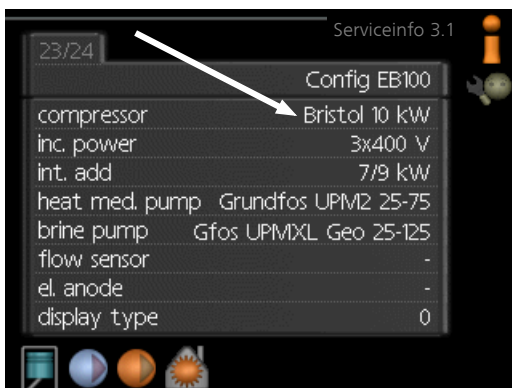 Serviceinfo 3.1
23/24
Config EB100
compressor Bristol 10 kW
inc. power 3x400 V
int. add 7/9 kW
heat med. pump Grundfos UPM2 25-75
brine pump Gfos UPMXL Geo 25-125
flow sensor -
el. anode -
display type 0